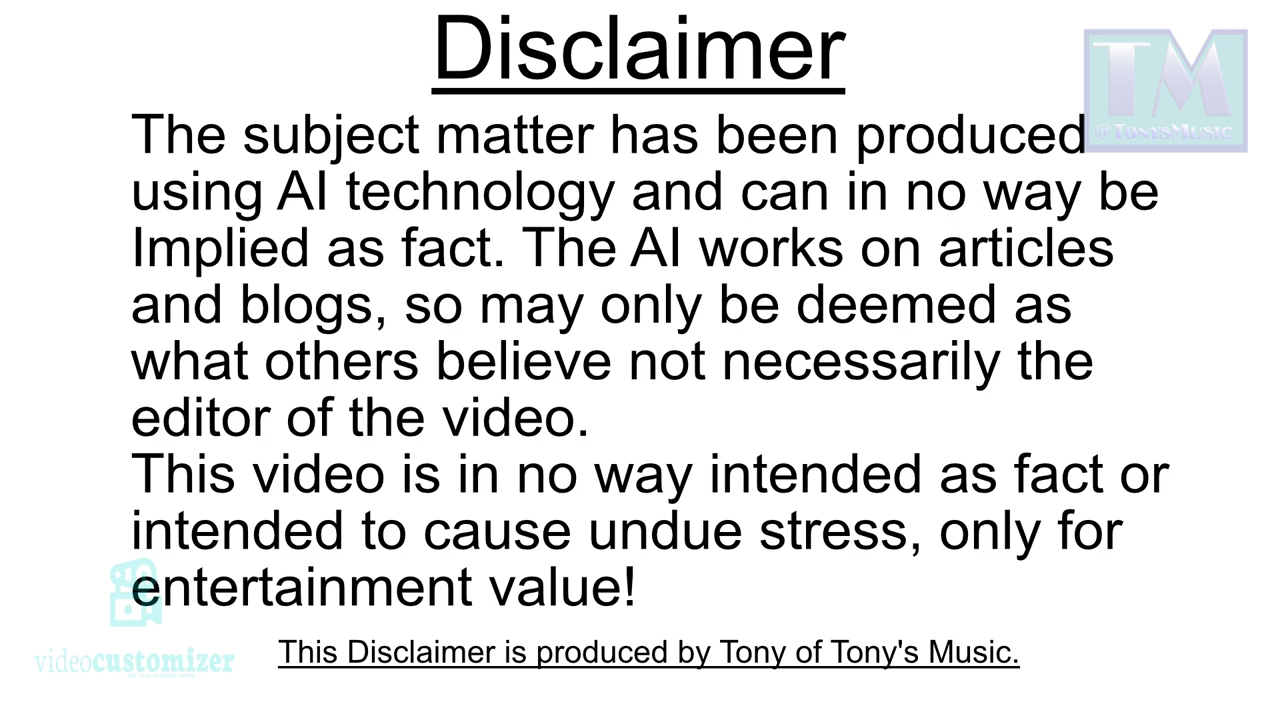 Disclaimer
TM
@TonysMusic
The subject matter has been produced
using AI technology and can in no way be
Implied as fact. The AI works on articles
and blogs, so may only be deemed as
what others believe not necessarily the
editor of the video.
This video is in no way intended as fact or
intended to cause undue stress, only for
entertainment value!
videocustomizer
This Disclaimer is produced by Tony of Tony's Music.